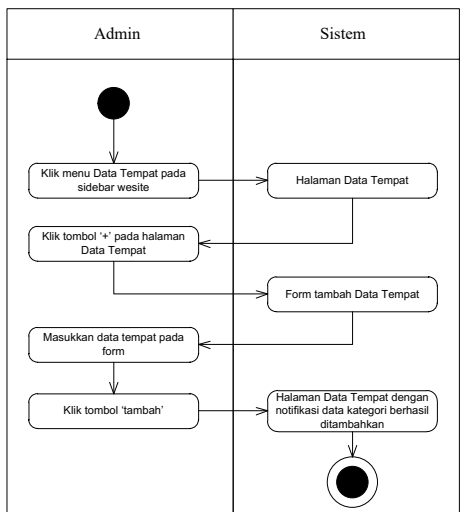 Admin
Sistem
Klik menu Data Tempat pada
sidebar wesite
Halaman Data Tempat
Klik tombol ‘+’ pada halaman
Data Tempat
Form tambah Data Tempat
Masukkan data tempat pada
form
Klik tombol ‘tambah’
Halaman Data Tempat dengan
notifikasi data kategori berhasil
ditambahkan